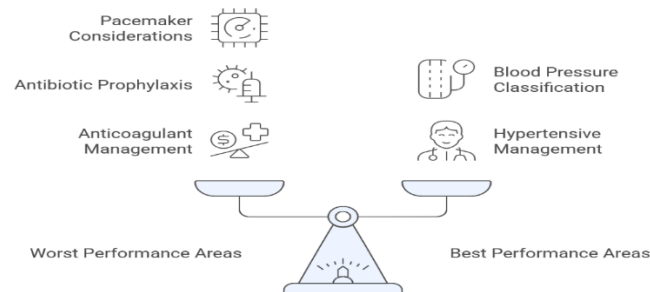 Pacemaker
Considerations
Antibiotic Prophylaxis
Anticoagulant
Management
Blood Pressure
Classification
Hypertensive
Management
Worst Performance Areas
Best Performance Areas